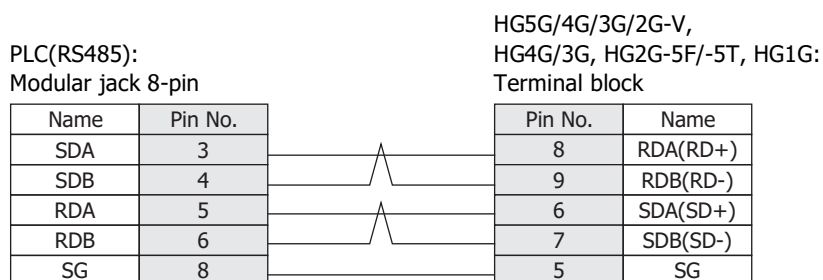 HG5G/4G/3G/2G-V,
PLC(RS485): HG4G/3G, HG2G-5F/-5T, HG1G:
Modular jack 8-pin Terminal block
Name Pin No. Pin No. Name
SDA 3 8 RDA(RD+)
SDB 4 9 RDB(RD-)
RDA 5 6 SDA(SD+)
RDB 6 7 SDB(SD-)
SG 8 5 SG